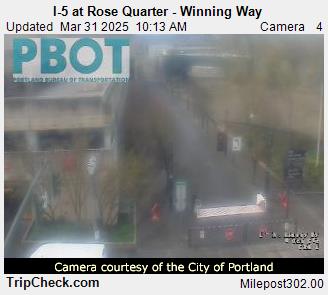 I-5 at Rose Quarter - Winning Way
Updated Mar 31 2025 10:13 AM Camera 4
PBOT
PORTLAND BUREAU OF TRANSPORTATION
Camera courtesy of the City of Portland
TripCheck.com Milepost302.00